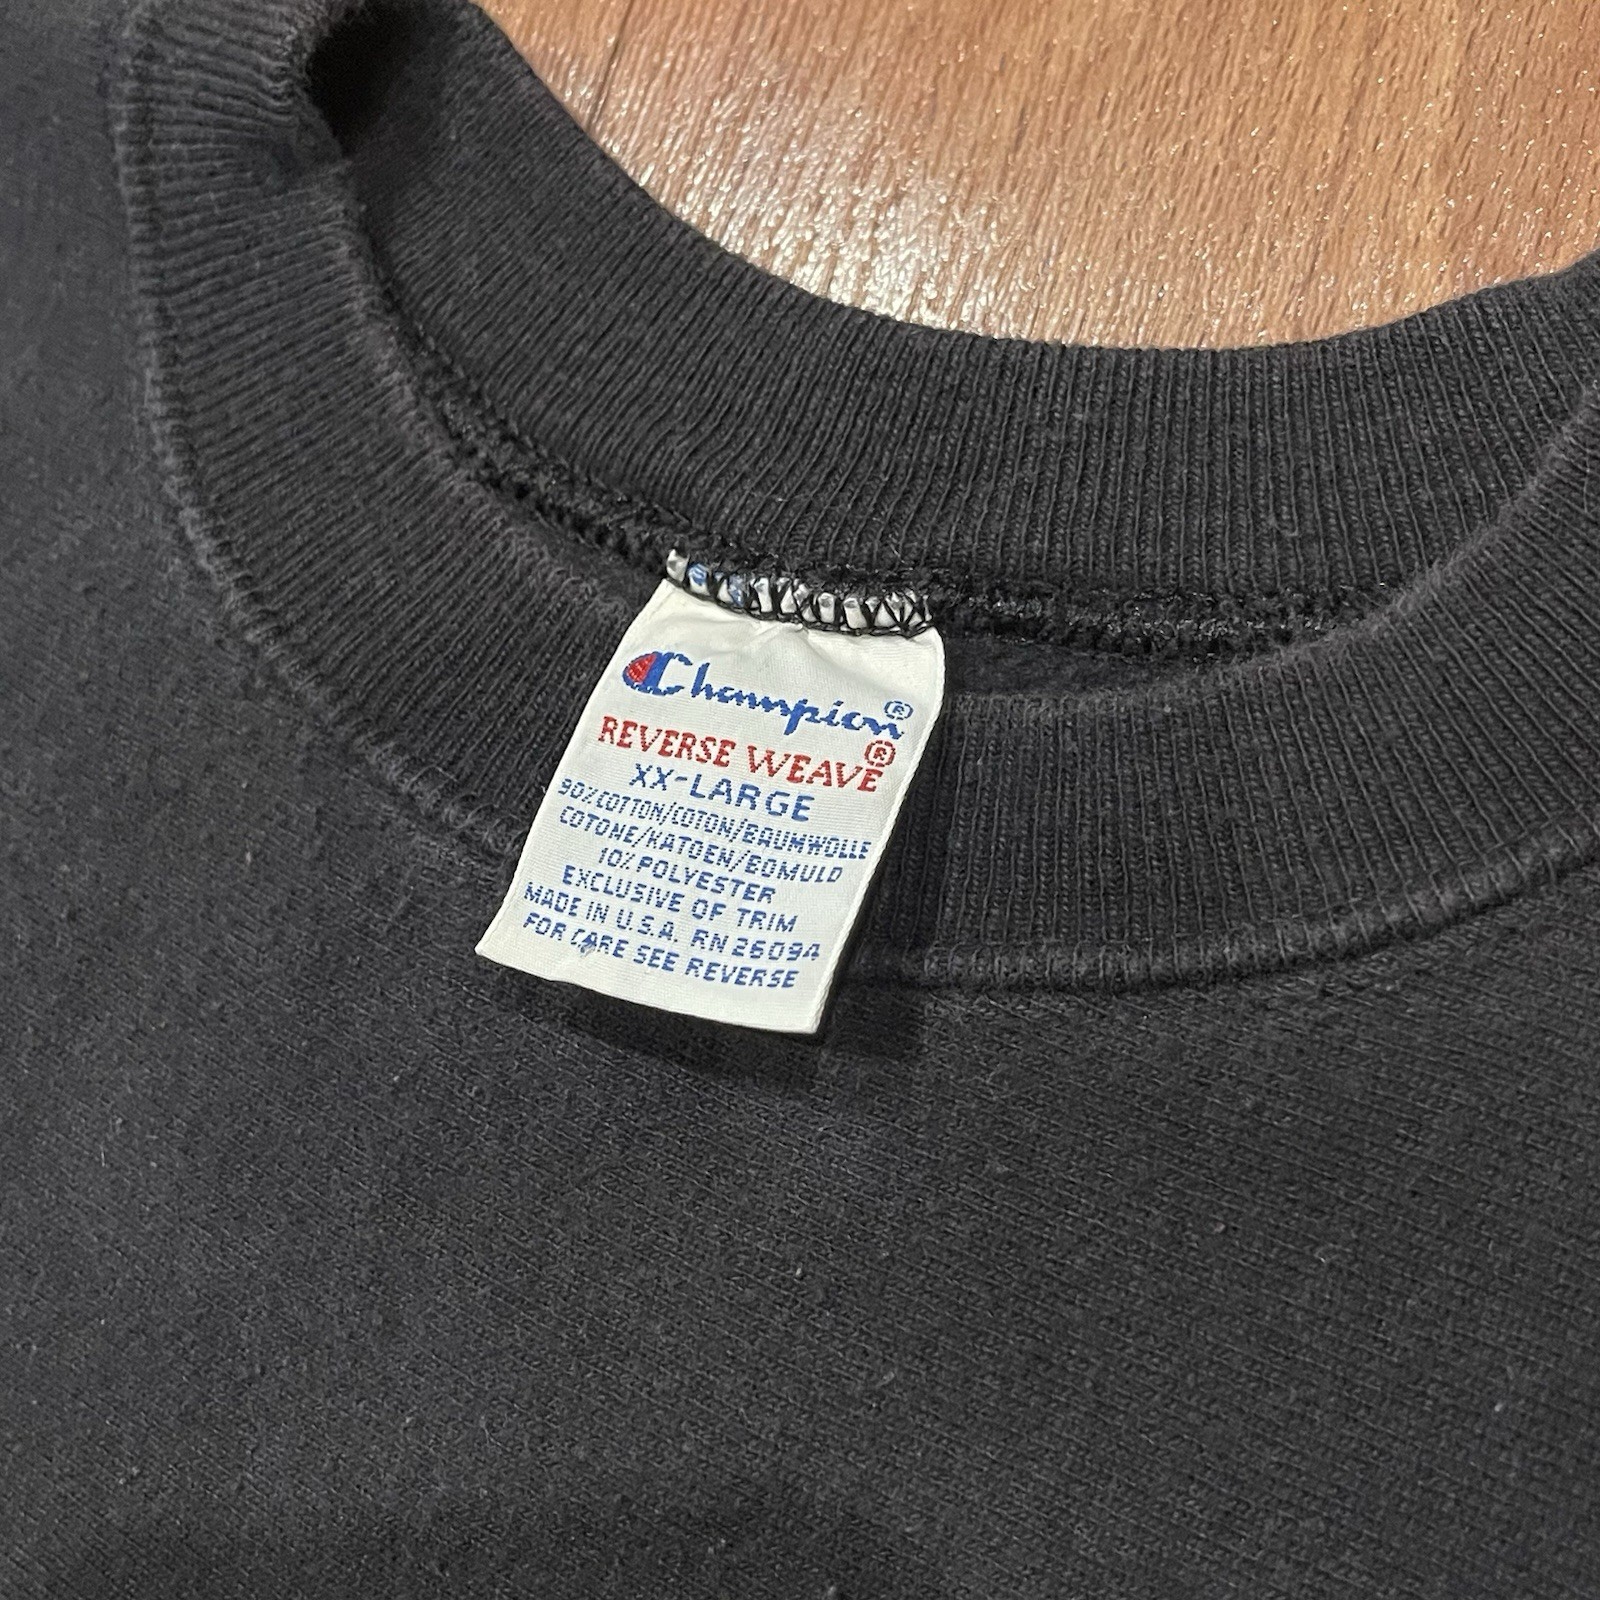 Champion®
REVERSE WEAVE®
XX-LARGE
90% COTTON/COTON/BAUMWOLLE
COTONE/KATOEN/BOMULD
10% POLYESTER
EXCLUSIVE OF TRIM
MADE IN U.S.A. RN 26094
FOR CARE SEE REVERSE